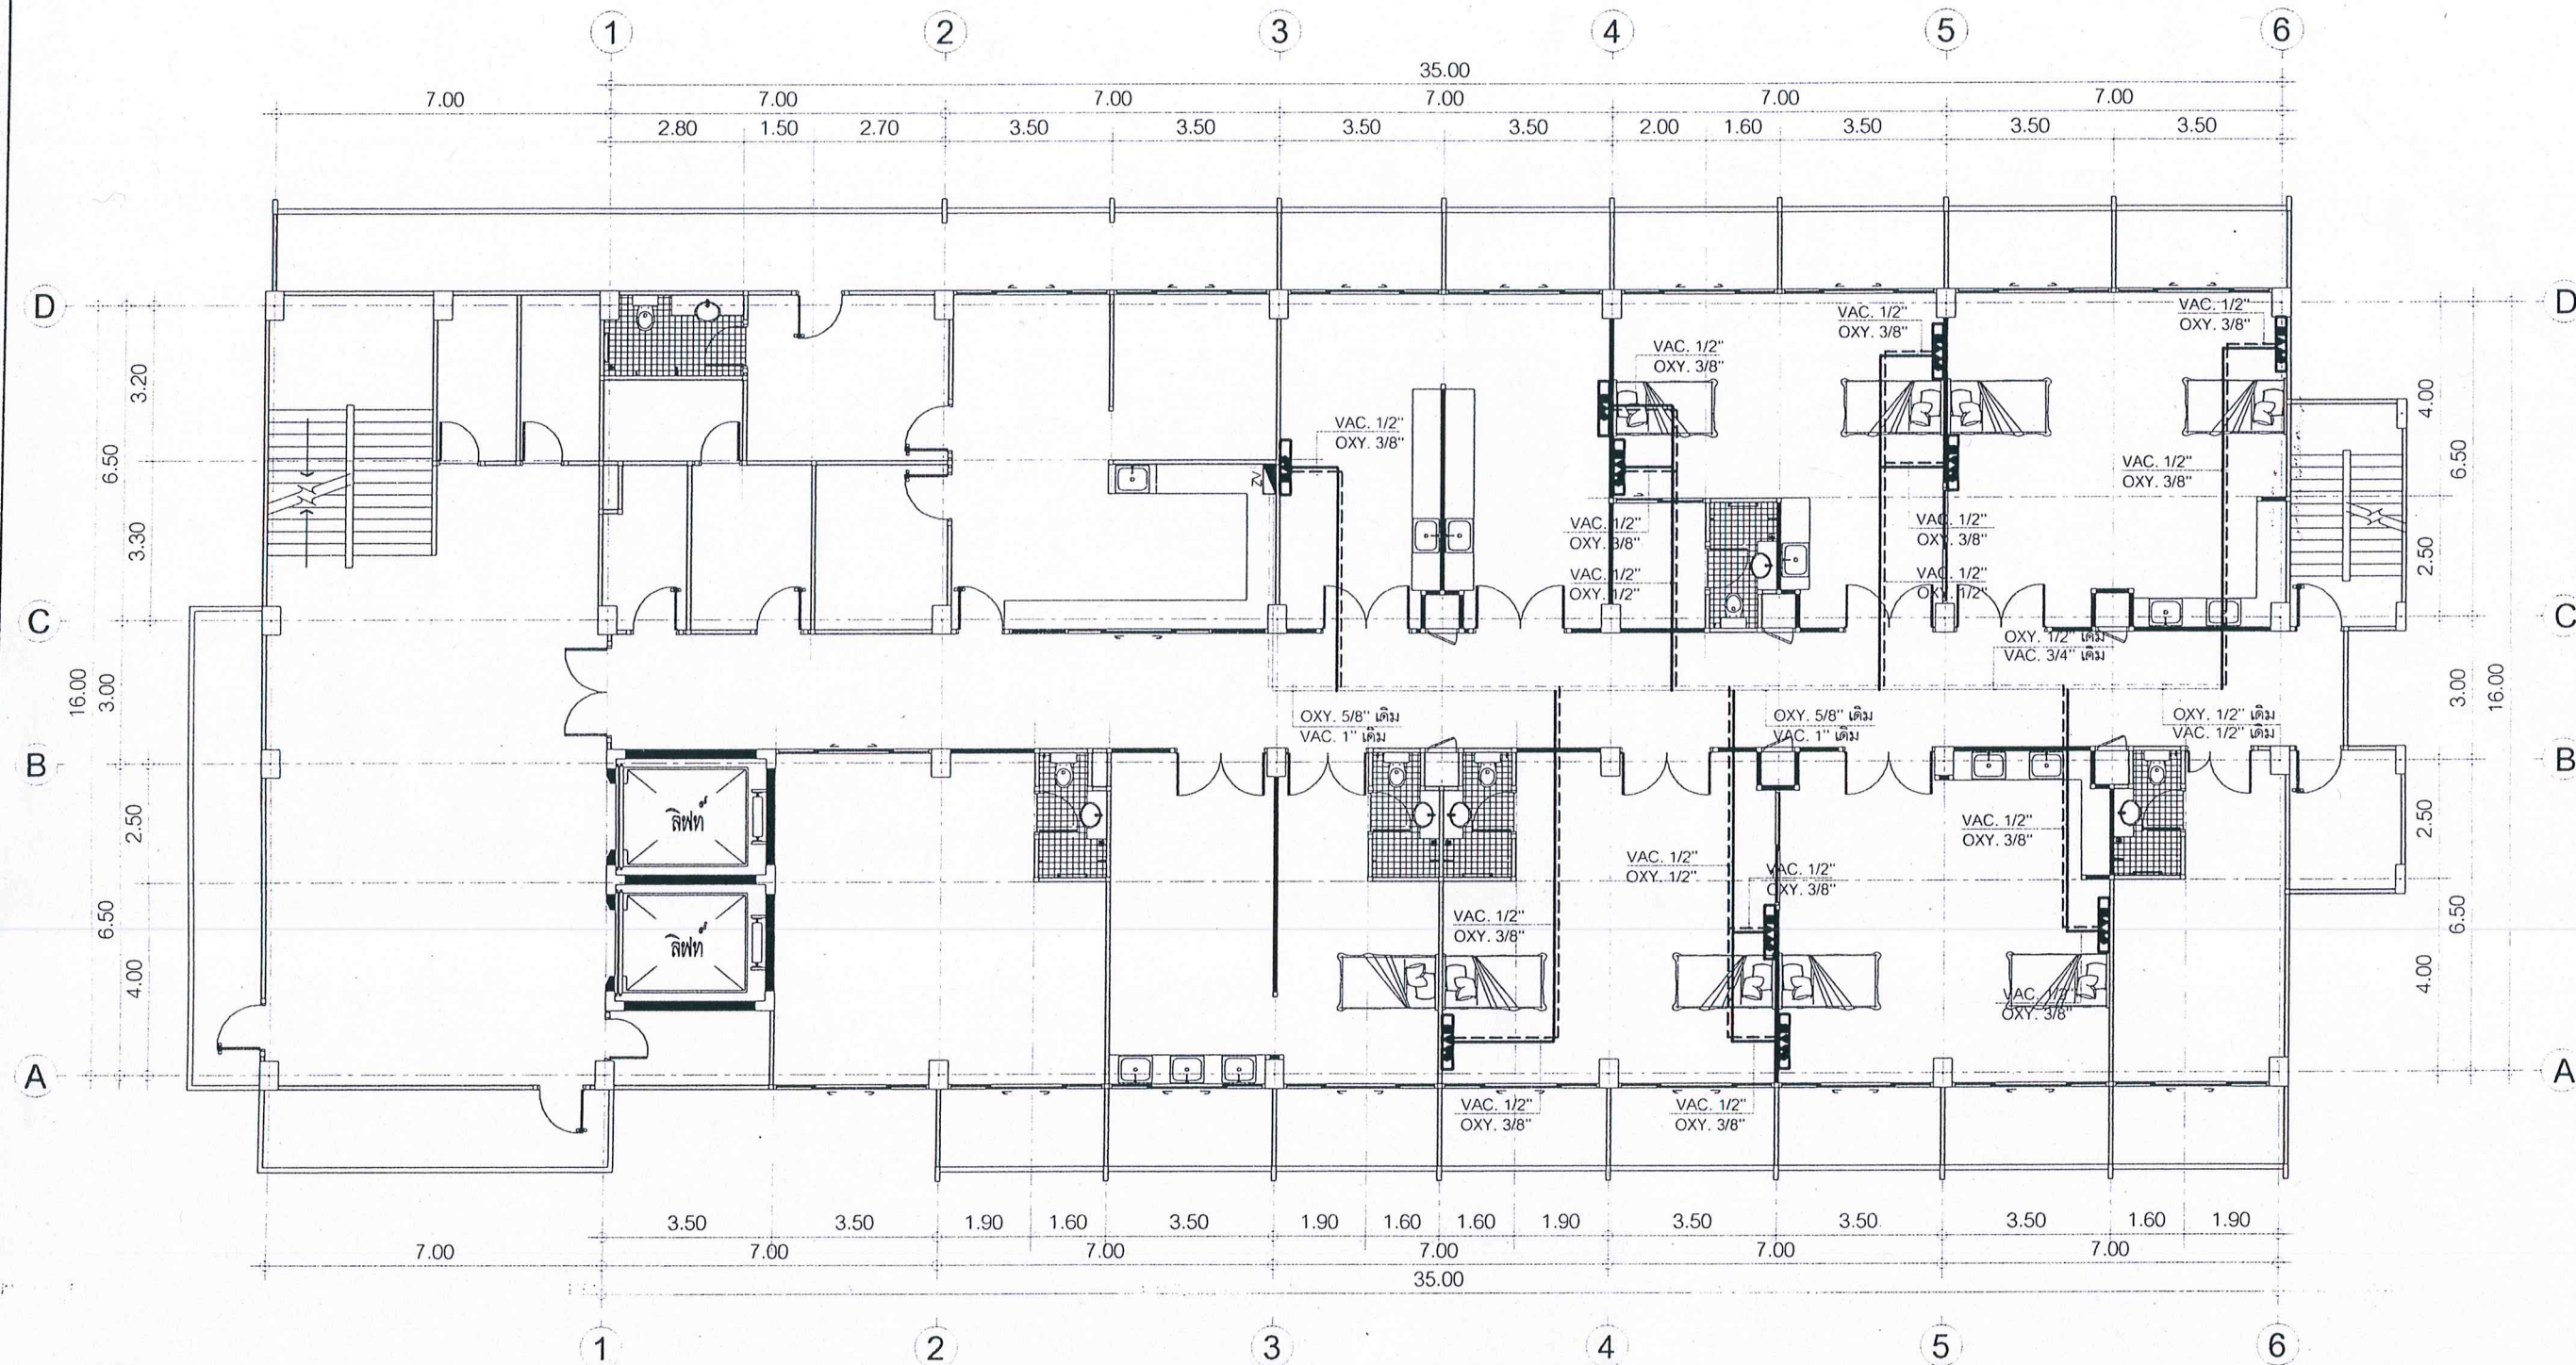 1 2 3 4 5 6
35.00
7.00 7.00 7.00 7.00 7.00 7.00
2.80 1.50 2.70 3.50 3.50 3.50 3.50 2.00 1.60 3.50 3.50 3.50
D D
VAC. 1/2"
OXY. 3/8"
VAC. 1/2"
OXY. 3/8"
VAC. 1/2"
OXY. 3/8"
3.20
4.00
VAC. 1/2"
OXY. 3/8"
6.50
6.50
VAC. 1/2"
OXY. 3/8"
ZV
3.30
VAC. 1/2"
OXY. 3/8"
VAC. 1/2"
OXY. 3/8"
2.50
VAC. 1/2"
OXY. 1/2"
VAC. 1/2"
OXY. 1/2"
C C
OXY. 1/2" เดิม
VAC. 3/4" เดิม
16.00
3.00
3.00
16.00
OXY. 5/8" เดิม
VAC. 1" เดิม
OXY. 5/8" เดิม
VAC. 1" เดิม
OXY. 1/2" เดิม
VAC. 1/2" เดิม
B B
ลิฟท์
2.50
2.50
VAC. 1/2"
OXY. 3/8"
VAC. 1/2"
OXY. 1/2"
VAC. 1/2"
OXY. 3/8"
6.50
6.50
VAC. 1/2"
OXY. 3/8"
ลิฟท์
4.00
4.00
VAC. 1/2"
OXY. 3/8"
A A
VAC. 1/2"
OXY. 3/8"
VAC. 1/2"
OXY. 3/8"
3.50 3.50 1.90 1.60 3.50 1.90 1.60 1.60 1.90 3.50 3.50 3.50 1.60 1.90
7.00 7.00 7.00 7.00 7.00 7.00
35.00
1 2 3 4 5 6